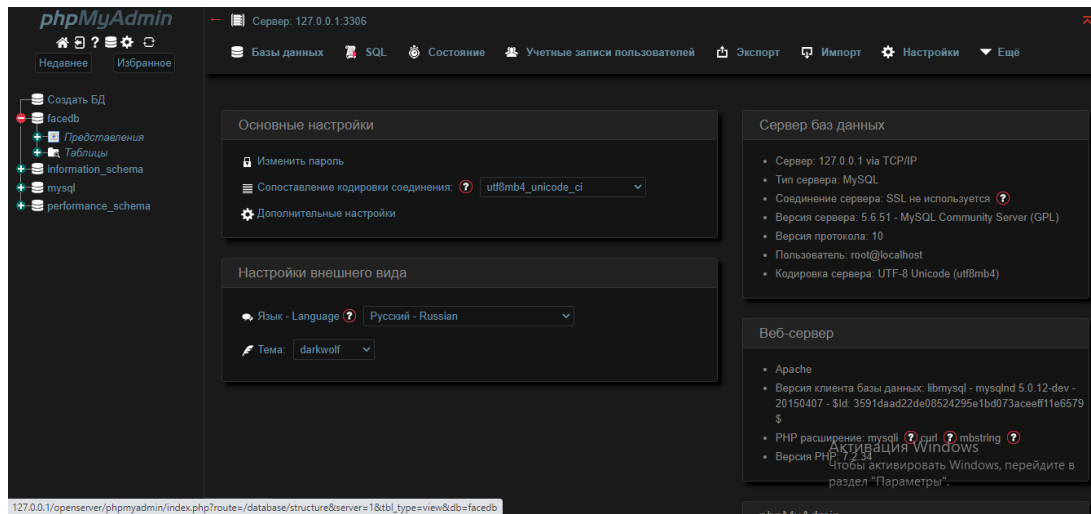 phpMyAdmin
Недавнее Избранное
Создать БД
facedb
Представления
Таблицы
information_schema
mysql
performance_schema
Сервер: 127.0.0.1:3306
Базы данных SQL Состояние Учетные записи пользователей Экспорт Импорт Настройки Ещё
Основные настройки
Изменить пароль
Сопоставление кодировки соединения: utf8mb4_unicode_ci
Дополнительные настройки
Настройки внешнего вида
Язык - Language Русский - Russian
Тема: darkwolf
Сервер баз данных
Сервер: 127.0.0.1 via TCP/IP
Тип сервера: MySQL
Соединение сервера: SSL не используется
Версия сервера: 5.6.51 - MySQL Community Server (GPL)
Версия протокола: 10
Пользователь: root@localhost
Кодировка сервера: UTF-8 Unicode (utf8mb4)
Веб-сервер
Apache
Версия клиента базы данных: libmysql - mysqlnd 5.0.12-dev -
20150407 - $Id: 3591daad22de08524295e1bd073aceeff11e6579
$
PHP расширение: mysqli curl mbstring
Версия PHP: 7.2.34
Активация Windows
Чтобы активировать Windows, перейдите в
раздел "Параметры".
phpMyAdmin
127.0.0.1/openserver/phpmyadmin/index.php?route=/database/structure&server=1&tbl_type=view&db=facedb